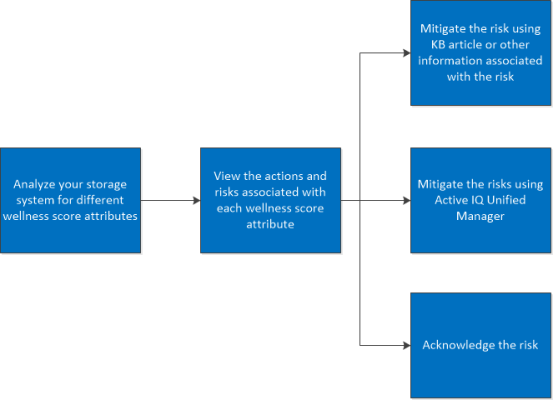 Analyze your storage
system for different
wellness score attributes
View the actions and
risks associated with
each wellness score
attribute
Mitigate the risk using
KB article or other
information associated
with the risk
Mitigate the risks using
Active IQ Unified
Manager
Acknowledge the risk